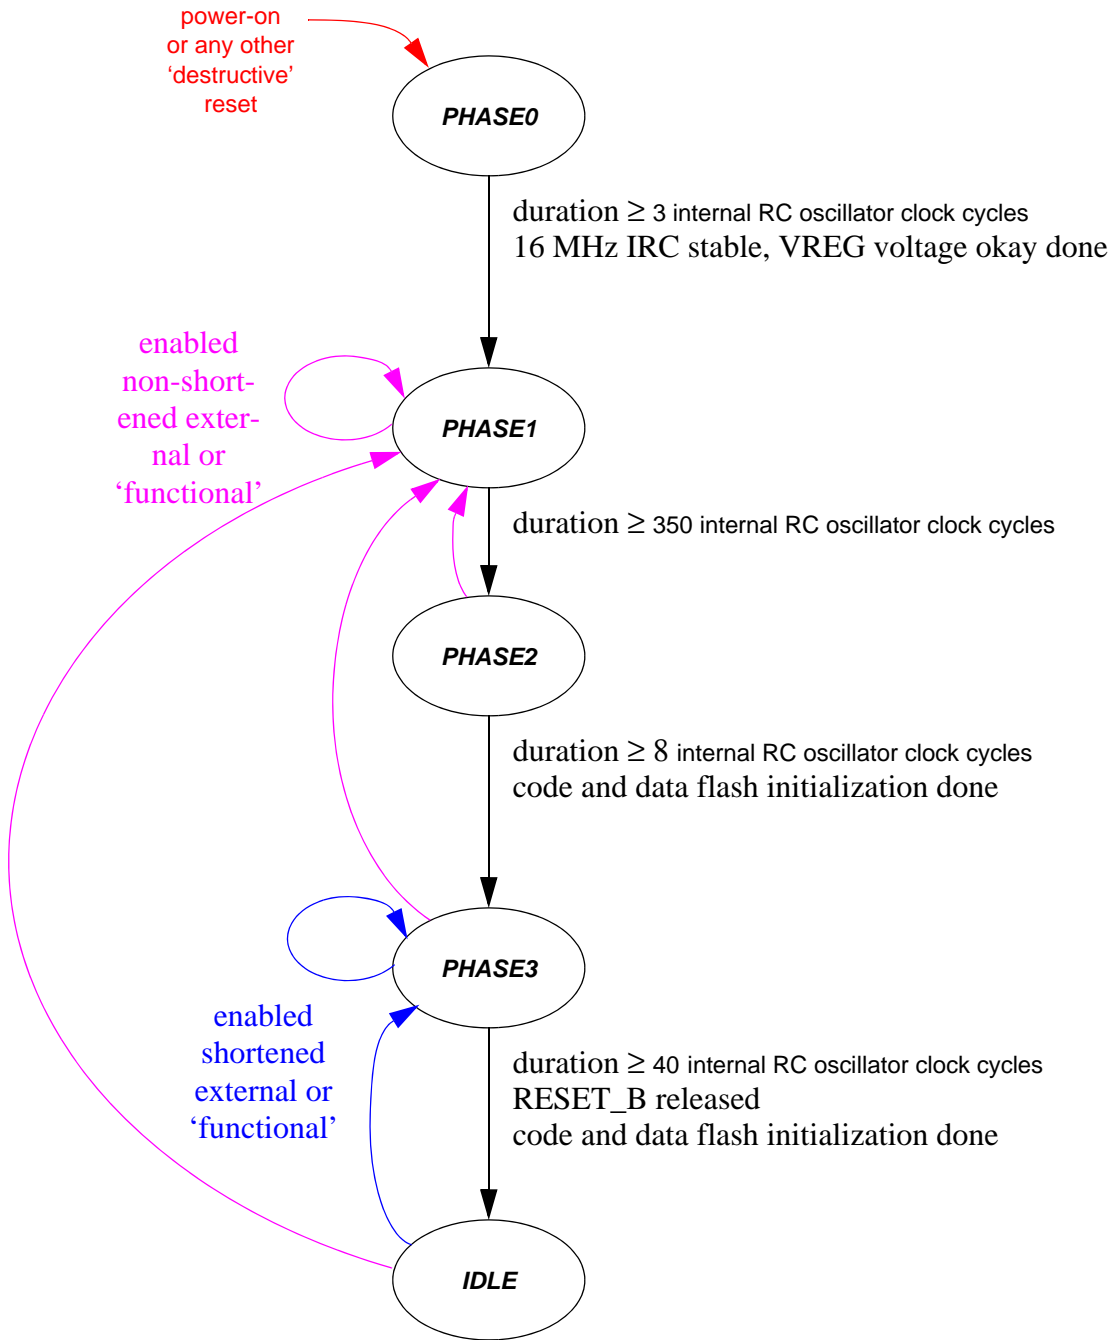 power-on
or any other
‘destructive’
reset
PHASE0
duration ≥ 3 internal RC oscillator clock cycles
16 MHz IRC stable, VREG voltage okay done
enabled
non-short-
ened exter-
nal or
‘functional’
PHASE1
duration ≥ 350 internal RC oscillator clock cycles
PHASE2
duration ≥ 8 internal RC oscillator clock cycles
code and data flash initialization done
PHASE3
enabled
shortened
external or
‘functional’
duration ≥ 40 internal RC oscillator clock cycles
RESET_B released
code and data flash initialization done
IDLE